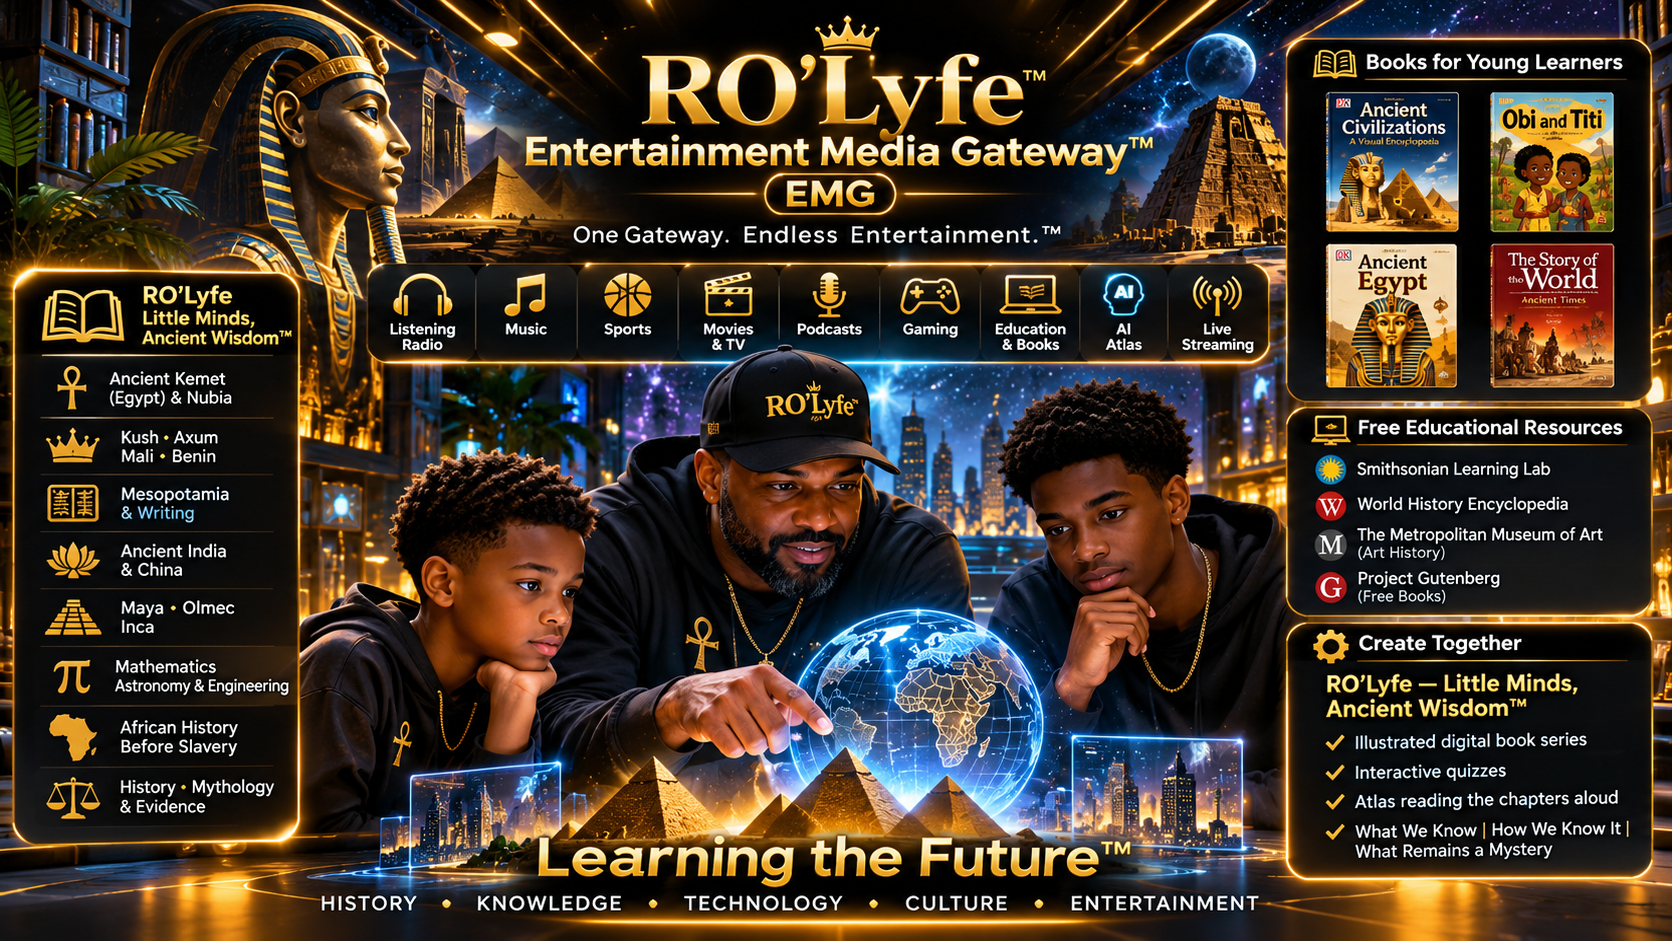 RO'Lyfe™
Entertainment Media Gateway™
EMG
One Gateway. Endless Entertainment.™
Listening
Radio
Music
Sports
Movies
& TV
Podcasts
Gaming
Education
& Books
AI
AI
Atlas
Live
Streaming
RO'Lyfe
Little Minds,
Ancient Wisdom™
Ancient Kemet
(Egypt) & Nubia
Kush • Axum
Mali • Benin
Mesopotamia
& Writing
Ancient India
& China
Maya • Olmec
Inca
π
Mathematics
Astronomy & Engineering
African History
Before Slavery
History • Mythology
& Evidence
RO'Lyfe™
Books for Young Learners
DK
Ancient
Civilizations
A Visual Encyclopedia
Obi and Titi
DK
Ancient
Egypt
The Story of
the World
Ancient Times
Free Educational Resources
Smithsonian Learning Lab
W
World History Encyclopedia
M
The Metropolitan Museum of Art
(Art History)
G
Project Gutenberg
(Free Books)
Create Together
RO'Lyfe — Little Minds,
Ancient Wisdom™
Illustrated digital book series
Interactive quizzes
Atlas reading the chapters aloud
What We Know | How We Know It |
What Remains a Mystery
Learning the Future™
HISTORY • KNOWLEDGE • TECHNOLOGY • CULTURE • ENTERTAINMENT